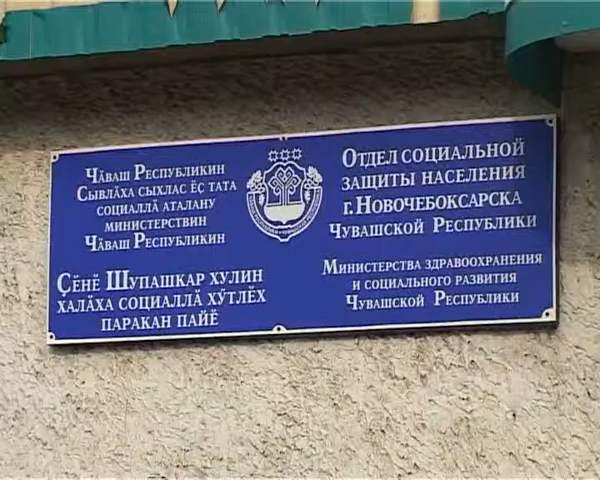 Чӑваш Республикин
Сывлӑха сыхлас ӗҫ тата
социаллӑ аталану
министерствин
Чӑваш Республикин
Ҫӗнӗ Шупашкар хулин
халӑха социаллӑ хӳтлӗх
паракан пайӗ
Отдел социальной
защиты населения
г. Новочебоксарска
Чувашской Республики
Министерства здравоохранения
и социального развития
Чувашской Республики